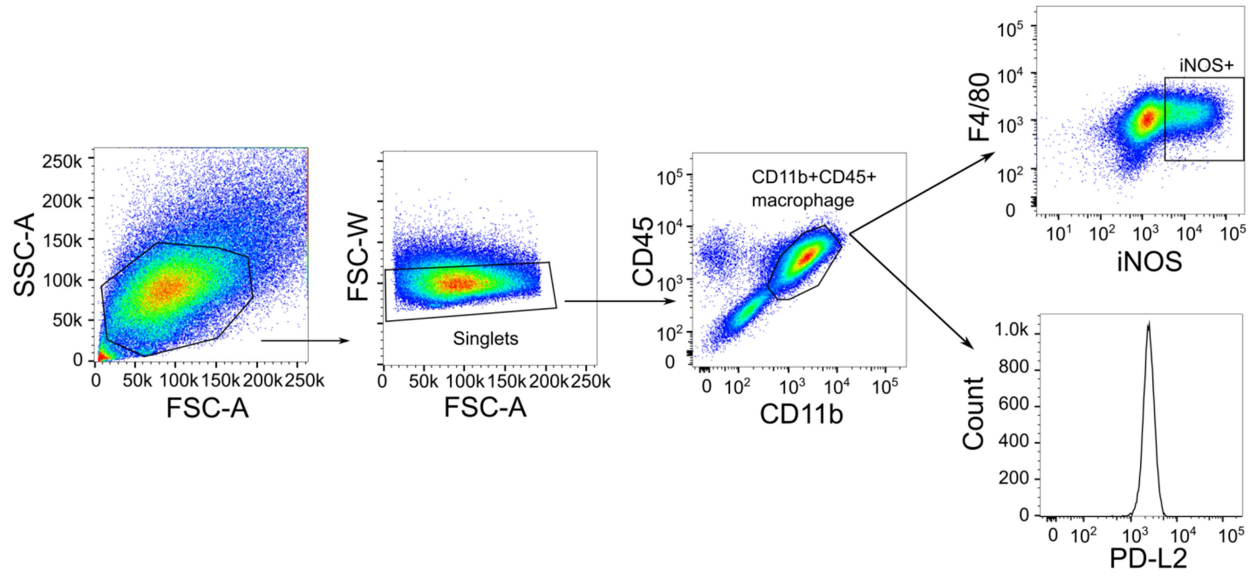 250k
200k
150k
100k
50k
0
SSC-A
0 50k 100k 150k 200k 250k
FSC-A
FSC-W
Singlets
0 50k 100k 150k 200k 250k
FSC-A
CD11b+CD45+
macrophage
10^5
10^4
10^3
10^2
0
CD45
0 10^2 10^3 10^4 10^5
CD11b
iNOS+
10^5
10^4
10^3
10^2
0
F4/80
10^1 10^2 10^3 10^4 10^5
iNOS
1.0k
800
600
400
200
0
Count
0 10^2 10^3 10^4 10^5
PD-L2